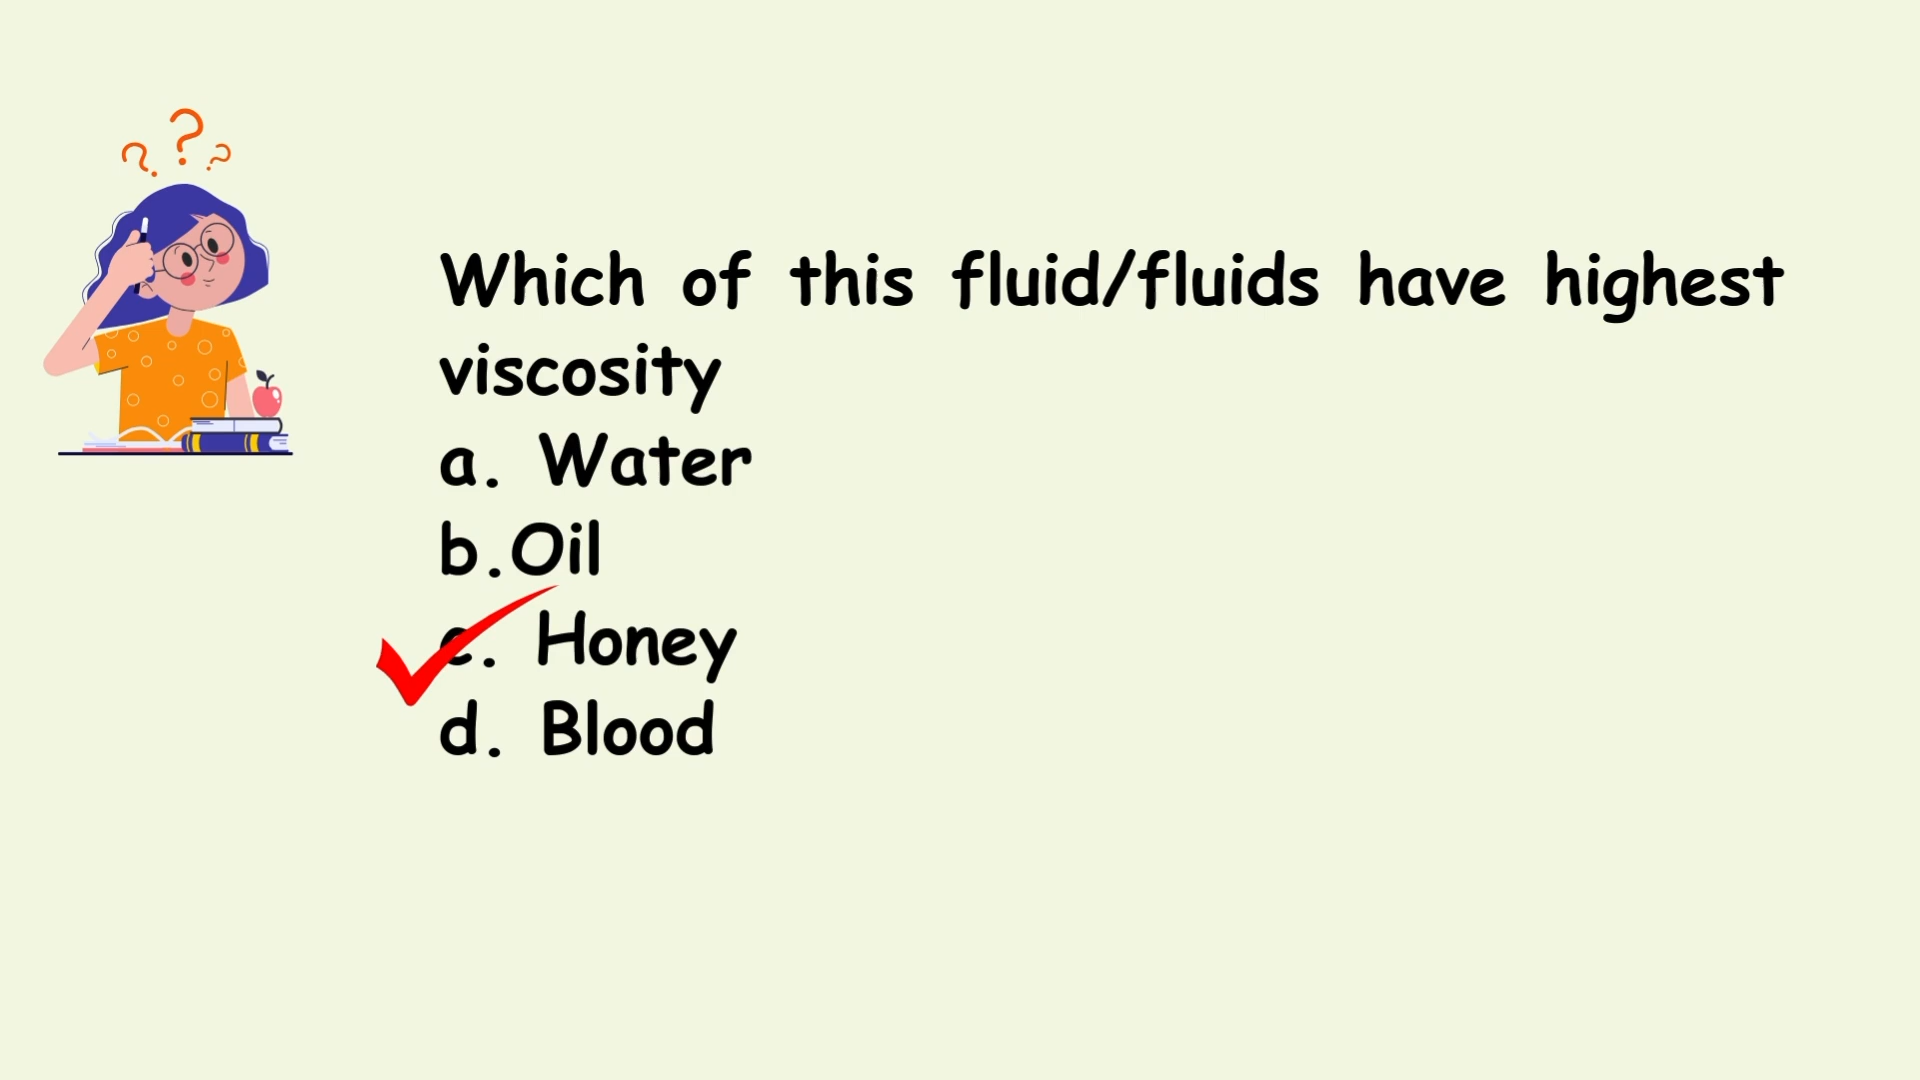 Which of this fluid/fluids have highest
viscosity
a. Water
b.Oil
c. Honey
d. Blood